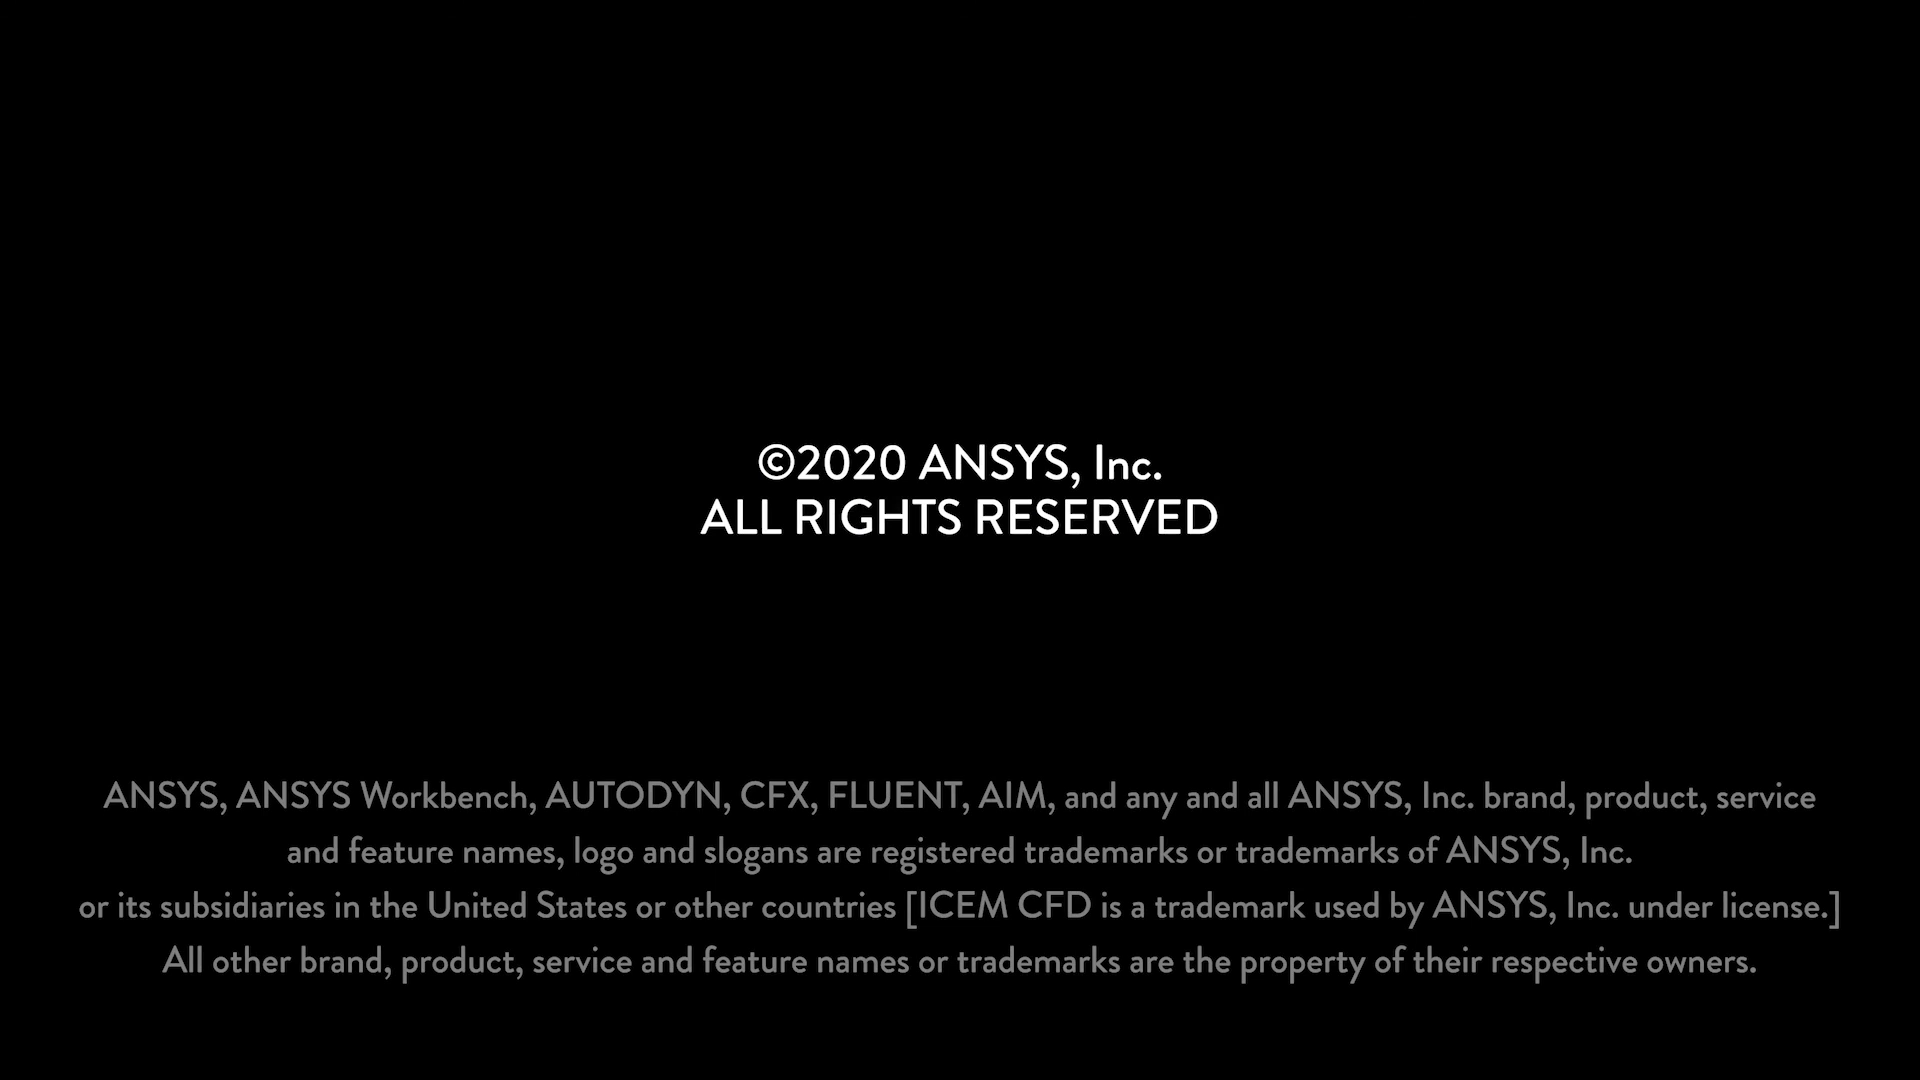 ©2020 ANSYS, Inc.
ALL RIGHTS RESERVED
ANSYS, ANSYS Workbench, AUTODYN, CFX, FLUENT, AIM, and any and all ANSYS, Inc. brand, product, service
and feature names, logo and slogans are registered trademarks or trademarks of ANSYS, Inc.
or its subsidiaries in the United States or other countries [ICEM CFD is a trademark used by ANSYS, Inc. under license.]
All other brand, product, service and feature names or trademarks are the property of their respective owners.